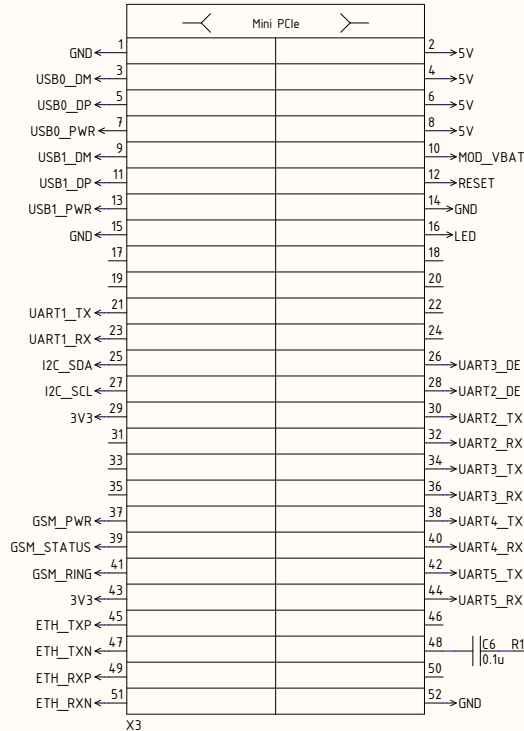 Mini PCIe
GND 1 2 5V
USB0_DM 3 4 5V
USB0_DP 5 6 5V
USB0_PWR 7 8 5V
USB1_DM 9 10 MOD_VBAT
USB1_DP 11 12 RESET
USB1_PWR 13 14 GND
GND 15 16 LED
17 18
19 20
UART1_TX 21 22
UART1_RX 23 24
I2C_SDA 25 26 UART3_DE
I2C_SCL 27 28 UART2_DE
3V3 29 30 UART2_TX
31 32 UART2_RX
33 34 UART3_TX
35 36 UART3_RX
GSM_PWR 37 38 UART4_TX
GSM_STATUS 39 40 UART4_RX
GSM_RING 41 42 UART5_TX
3V3 43 44 UART5_RX
ETH_TXP 45 46
ETH_TXN 47 48 C6 R1
0.1u
ETH_RXP 49 50
ETH_RXN 51 52 GND
X3